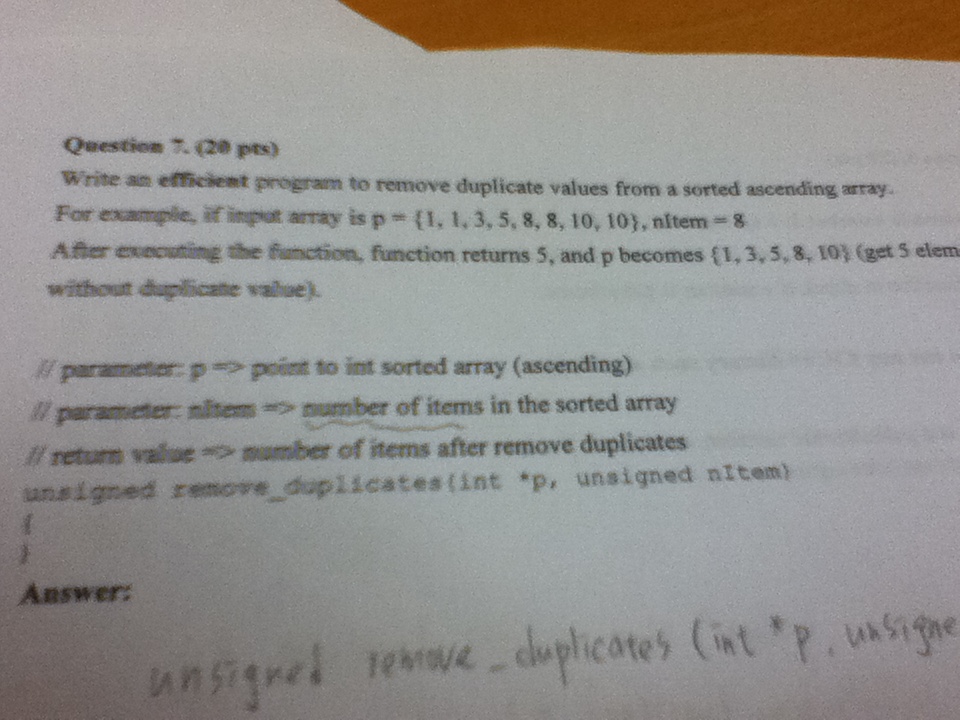 Question 7. (20 pts)
Write an efficient program to remove duplicate values from a sorted ascending array.
For example, if input array is p = {1, 1, 3, 5, 8, 8, 10, 10}, nItem = 8
After executing the function, function returns 5, and p becomes {1, 3, 5, 8, 10} (get 5 elem
without duplicate value).
// parameter: p => point to int sorted array (ascending)
// parameter: nItem => number of items in the sorted array
// return value => number of items after remove duplicates
unsigned remove_duplicates(int *p, unsigned nItem)
{
}
Answer:
unsigned remove_duplicates (int *p, unsigne